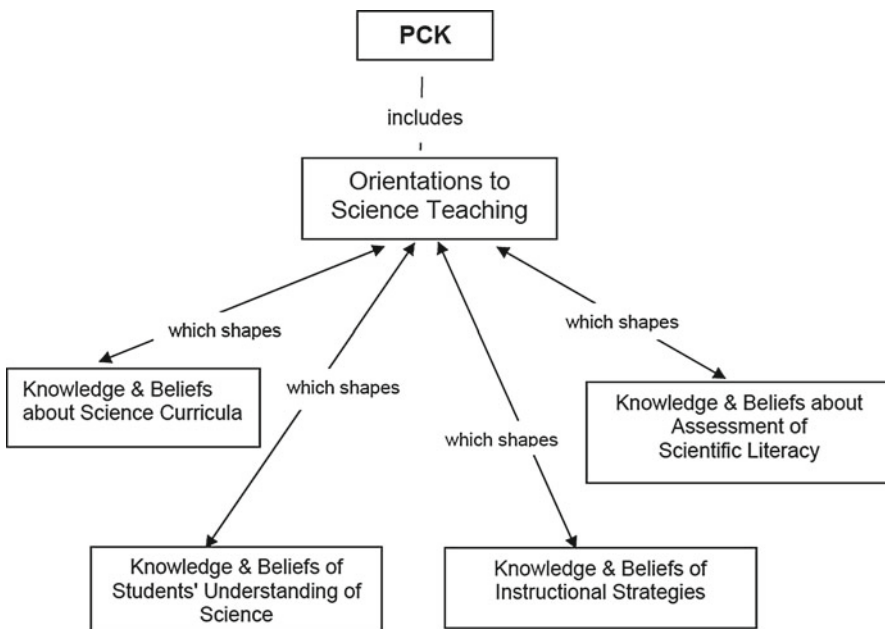 PCK
includes
Orientations to
Science Teaching
which shapes
which shapes
which shapes
which shapes
Knowledge & Beliefs
about Science Curricula
Knowledge & Beliefs about
Assessment of
Scientific Literacy
Knowledge & Beliefs of
Students' Understanding of
Science
Knowledge & Beliefs of
Instructional Strategies